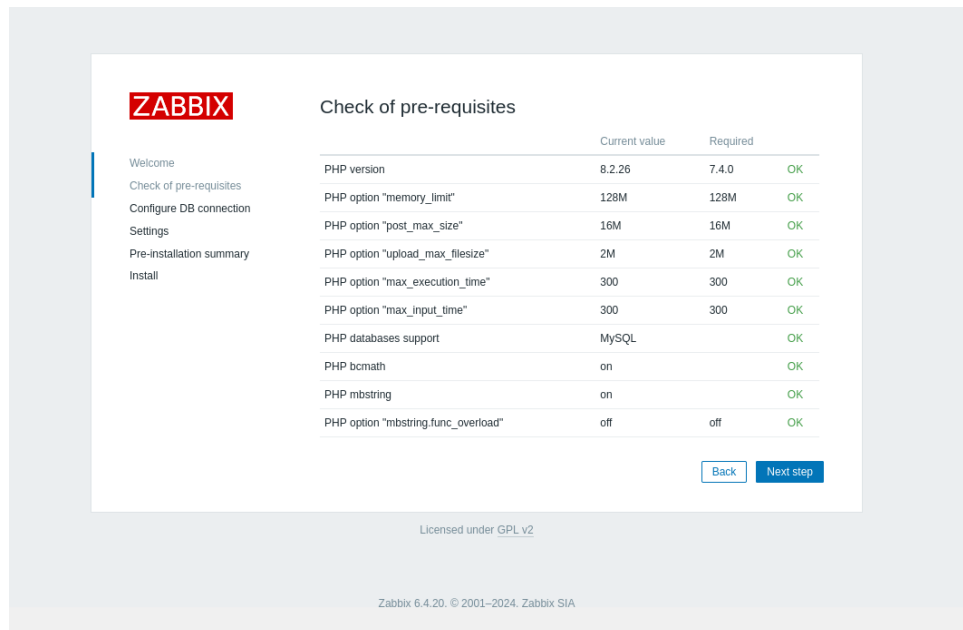 ZABBIX
Welcome
Check of pre-requisites
Configure DB connection
Settings
Pre-installation summary
Install
Check of pre-requisites
Current value Required
PHP version 8.2.26 7.4.0 OK
PHP option "memory_limit" 128M 128M OK
PHP option "post_max_size" 16M 16M OK
PHP option "upload_max_filesize" 2M 2M OK
PHP option "max_execution_time" 300 300 OK
PHP option "max_input_time" 300 300 OK
PHP databases support MySQL OK
PHP bcmath on OK
PHP mbstring on OK
PHP option "mbstring.func_overload" off off OK
Back Next step
Licensed under GPL v2
Zabbix 6.4.20. © 2001–2024. Zabbix SIA